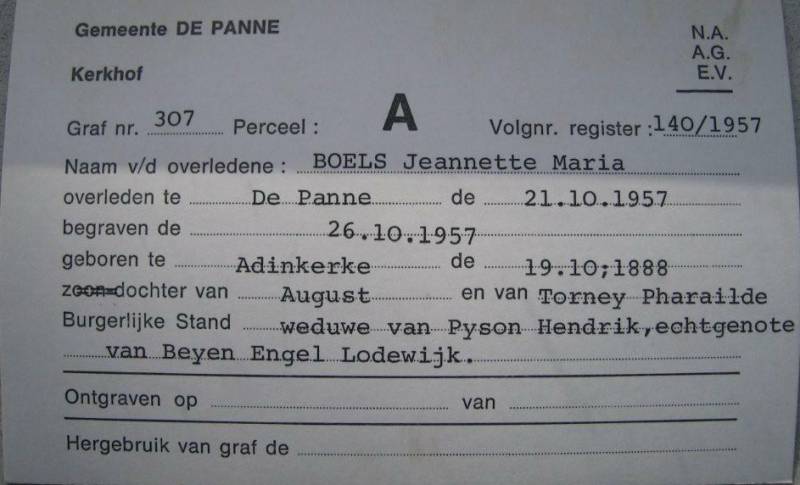 Gemeente DE PANNE
N.A.
A.G.
Kerkhof
E.V.
Graf nr. 307 Perceel : A Volgnr. register : 140/1957
Naam v/d overledene : BOELS Jeannette Maria
overleden te De Panne de 21.10.1957
begraven de 26.10.1957
geboren te Adinkerke de 19.10;1888
zoon-dochter van August en van Torney Pharailde
Burgerlijke Stand weduwe van Pyson Hendrik,echtgenote
van Beyen Engel Lodewijk.
Ontgraven op van
Hergebruik van graf de